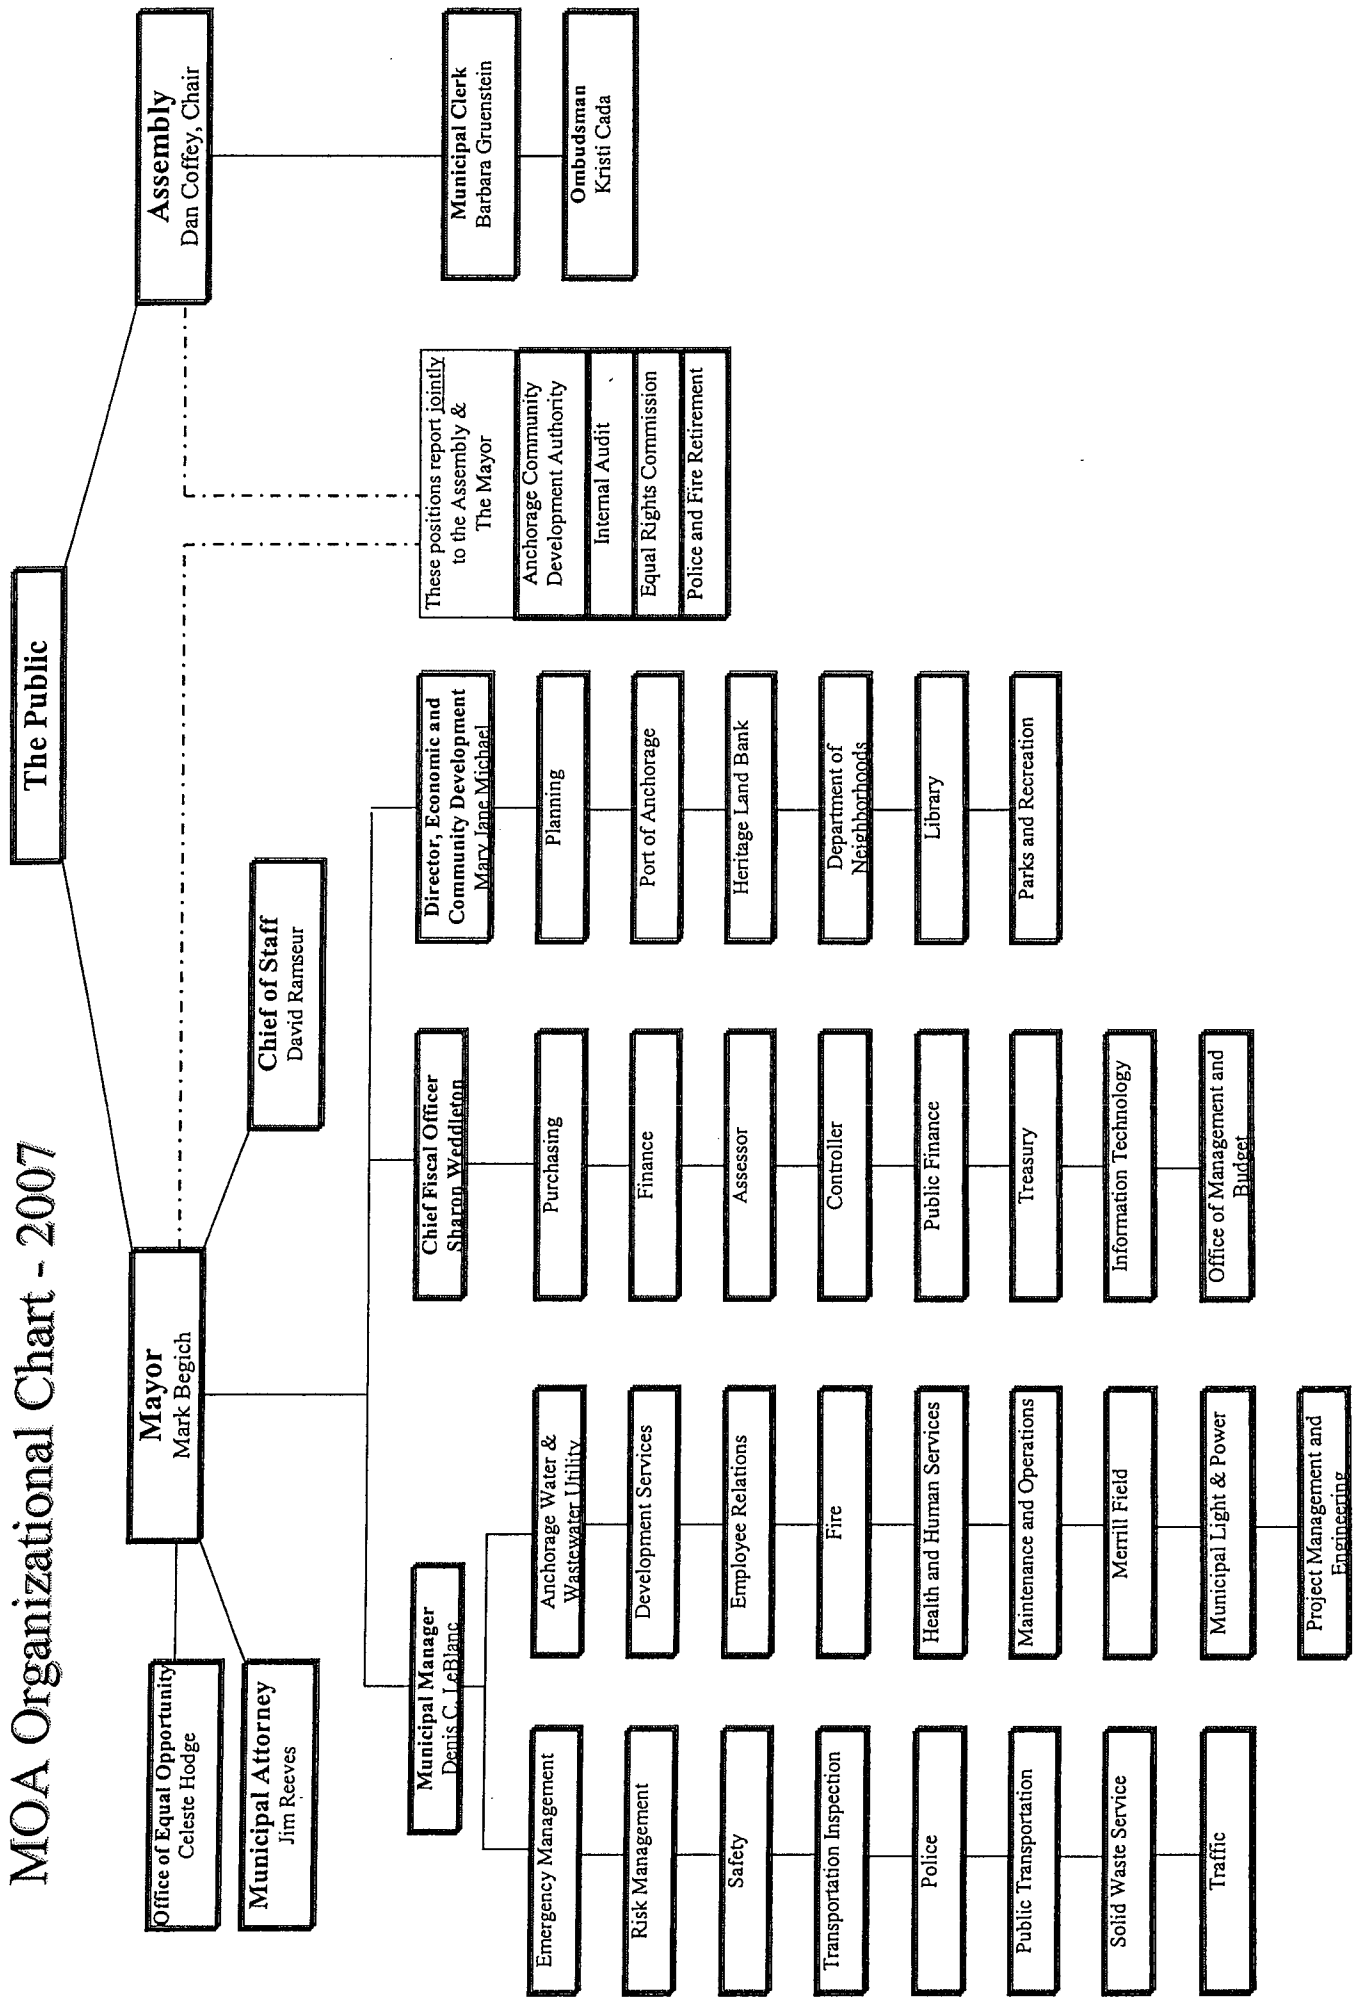 MOA Organizational Chart - 2007
The Public
Mayor
Mark Begich
Assembly
Dan Coffey, Chair
Office of Equal Opportunity
Celeste Hodge
Municipal Attorney
Jim Reeves
Chief of Staff
David Ramseur
Municipal Clerk
Barbara Gruenstein
Ombudsman
Kristi Cada
These positions report jointly
to the Assembly &
The Mayor
Anchorage Community
Development Authority
Internal Audit
Equal Rights Commission
Police and Fire Retirement
Municipal Manager
Denis C. LeBlanc
Emergency Management
Risk Management
Safety
Transportation Inspection
Police
Public Transportation
Solid Waste Service
Traffic
Anchorage Water &
Wastewater Utility
Development Services
Employee Relations
Fire
Health and Human Services
Maintenance and Operations
Merrill Field
Municipal Light & Power
Project Management and
Engineering
Chief Fiscal Officer
Sharon Weddleton
Purchasing
Finance
Assessor
Controller
Public Finance
Treasury
Information Technology
Office of Management and
Budget
Director, Economic and
Community Development
Mary Jane Michael
Planning
Port of Anchorage
Heritage Land Bank
Department of
Neighborhoods
Library
Parks and Recreation